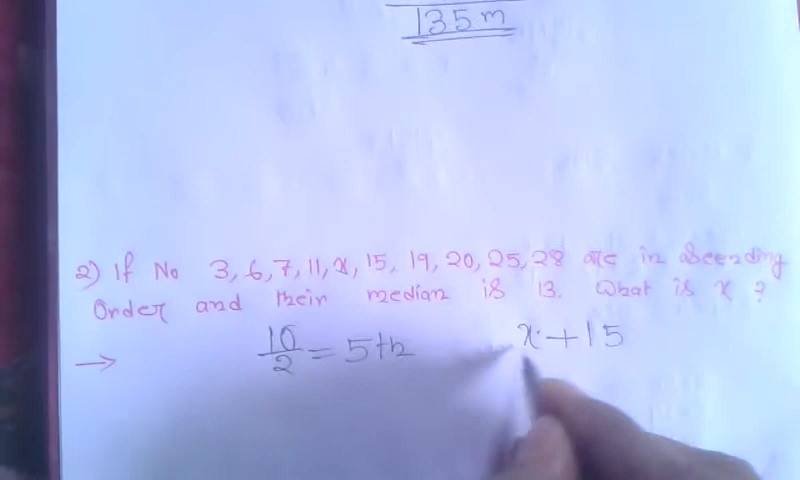 135m
2) If No 3, 6, 7, 11, x, 15, 19, 20, 25, 28 are in ascending
Order and their median is 13. What is x ?
→ 10/2 = 5th x + 15